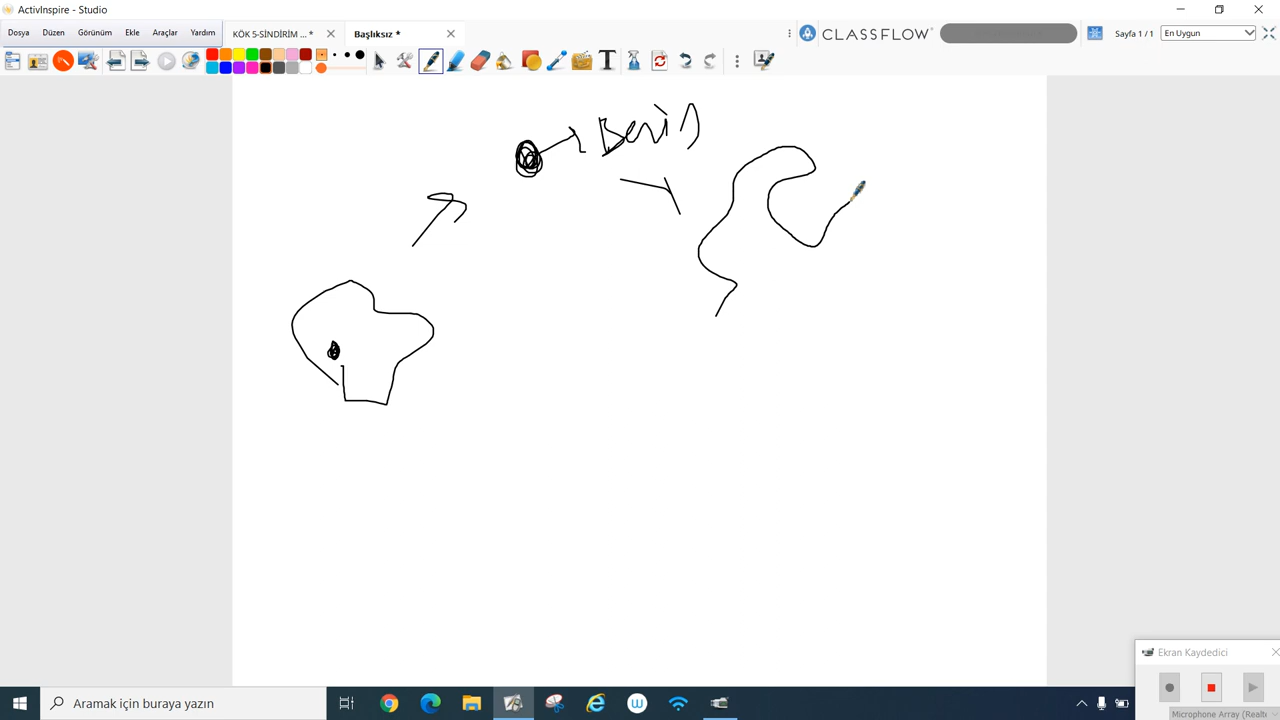 ActivInspire - Studio
Dosya Düzen Görünüm Ekle Araçlar Yardım
KÖK 5-SİNDİRİM ...*
Başlıksız *
CLASSFLOW
Sayfa 1 / 1
En Uygun
T
Ekran Kaydedici
Microphone Array (Realte
Aramak için buraya yazın